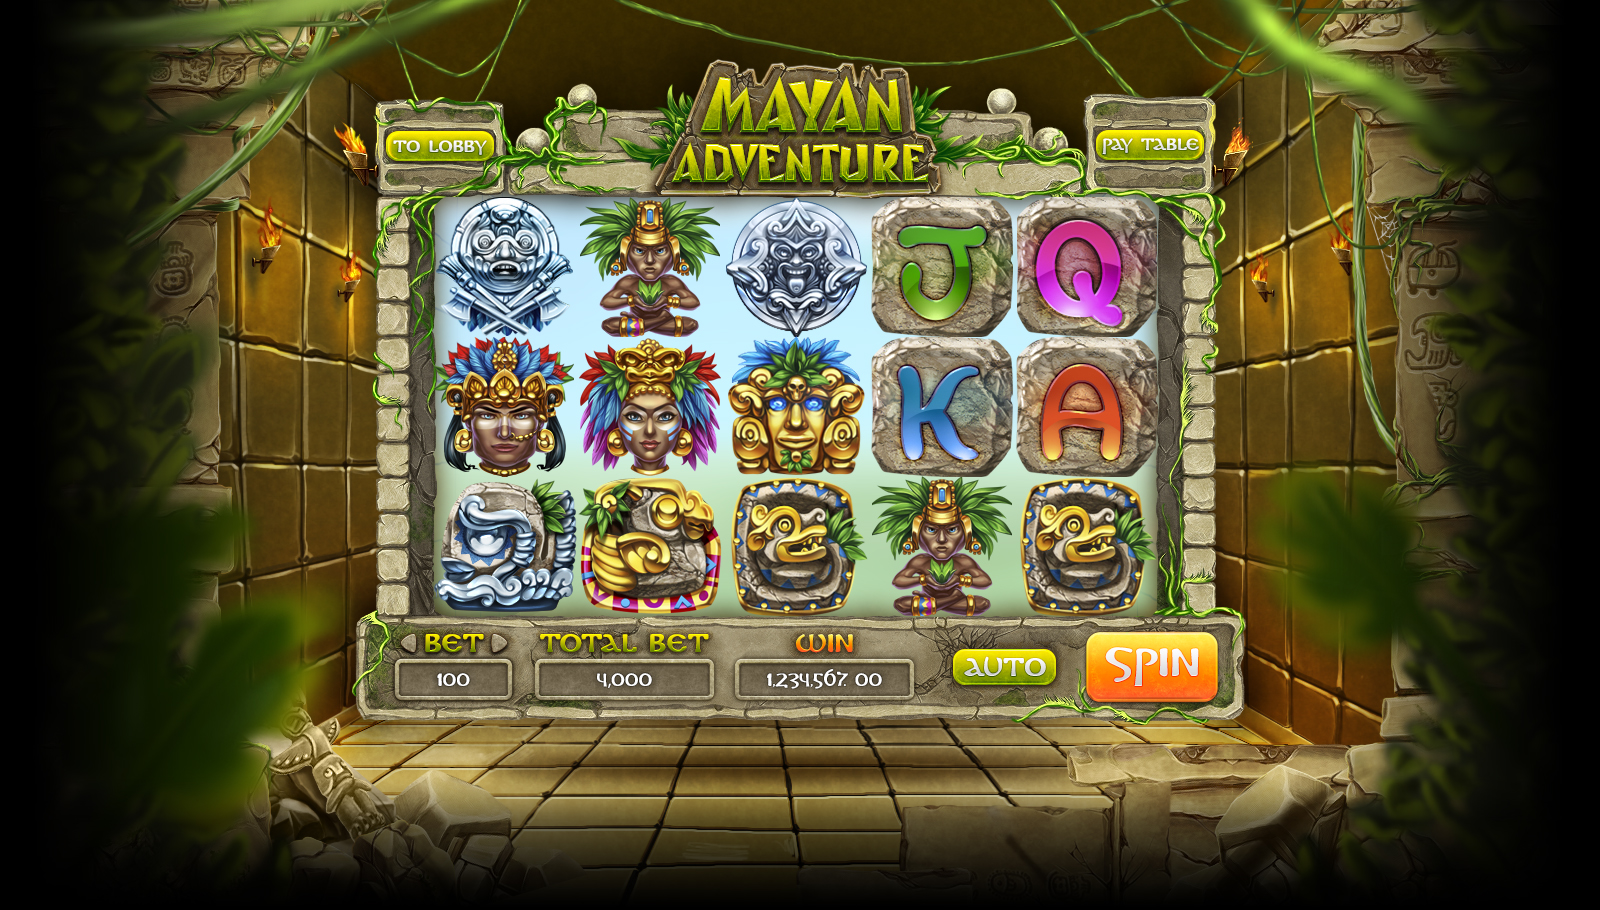 MAYAN
ADVENTURE
TO LOBBY
PAY TABLE
J
Q
K
A
BET
TOTAL BET
WIN
100
4,000
1,234,567. 00
AUTO
SPIN